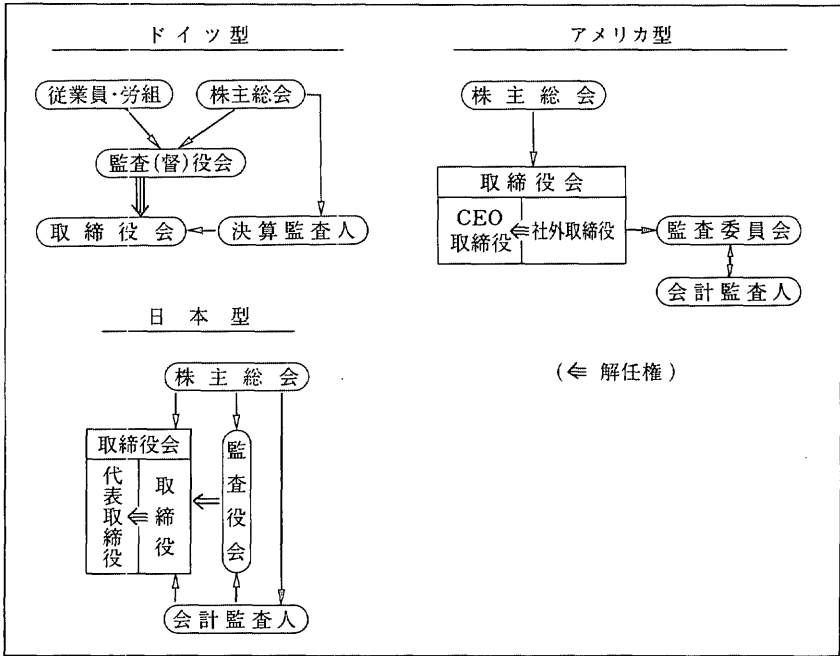 ドイツ型
従業員・労組
株主総会
監査(督)役会
取締役会
決算監査人
アメリカ型
株主総会
取締役会
CEO
取締役
社外取締役
監査委員会
会計監査人
日本型
株主総会
取締役会
代表取締役
取締役
監査役会
会計監査人
(⇐ 解任権)